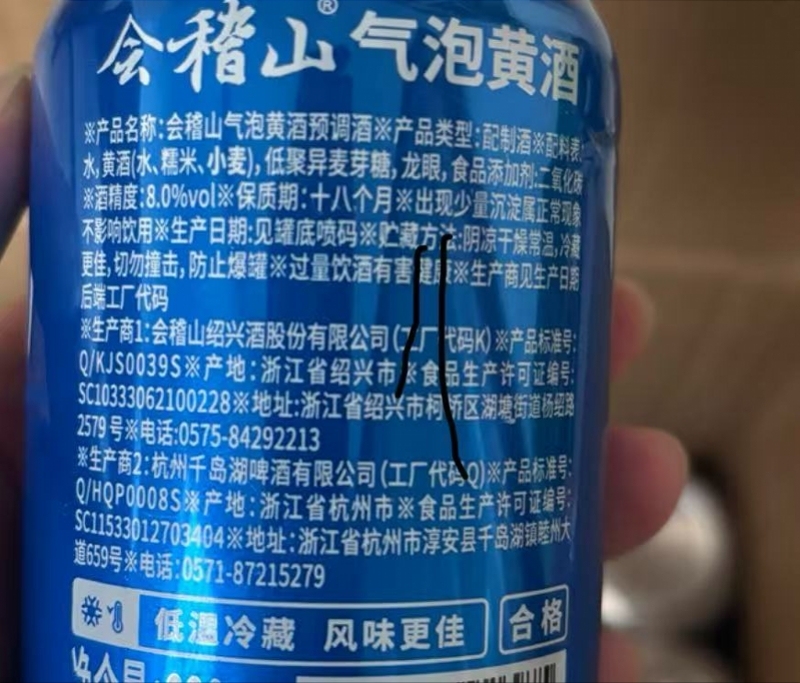 会稽山®气泡黄酒
※产品名称:会稽山气泡黄酒预调酒※产品类型:配制酒※配料表:
水,黄酒(水、糯米、小麦),低聚异麦芽糖,龙眼,食品添加剂:二氧化碳
※酒精度:8.0%vol※保质期:十八个月※出现少量沉淀属正常现象
不影响饮用※生产日期:见罐底喷码※贮藏方法:阴凉干燥常温,冷藏
更佳,切勿撞击,防止爆罐※过量饮酒有害健康※生产商见生产日期
后端工厂代码
※生产商1:会稽山绍兴酒股份有限公司(工厂代码K)※产品标准号:
Q/KJS0039S※产地:浙江省绍兴市※食品生产许可证编号:
SC10333062100228※地址:浙江省绍兴市柯桥区湖塘街道杨绍路
2579号※电话:0575-84292213
※生产商2:杭州千岛湖啤酒有限公司(工厂代码Q)※产品标准号:
Q/HQP0008S※产地:浙江省杭州市※食品生产许可证编号:
SC11533012703404※地址:浙江省杭州市淳安县千岛湖镇睦州大
道659号※电话:0571-87215279
低温冷藏 风味更佳 合格